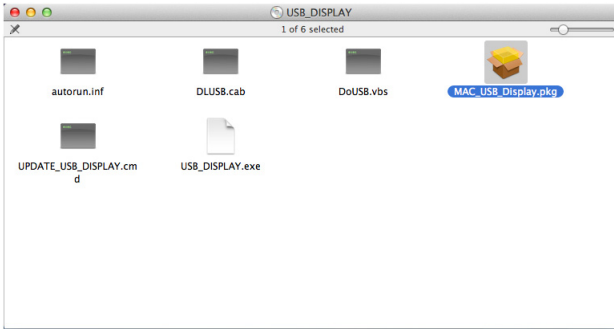 USB_DISPLAY
1 of 6 selected
autorun.inf
DLUSB.cab
DoUSB.vbs
MAC_USB_Display.pkg
UPDATE_USB_DISPLAY.cm
d
USB_DISPLAY.exe